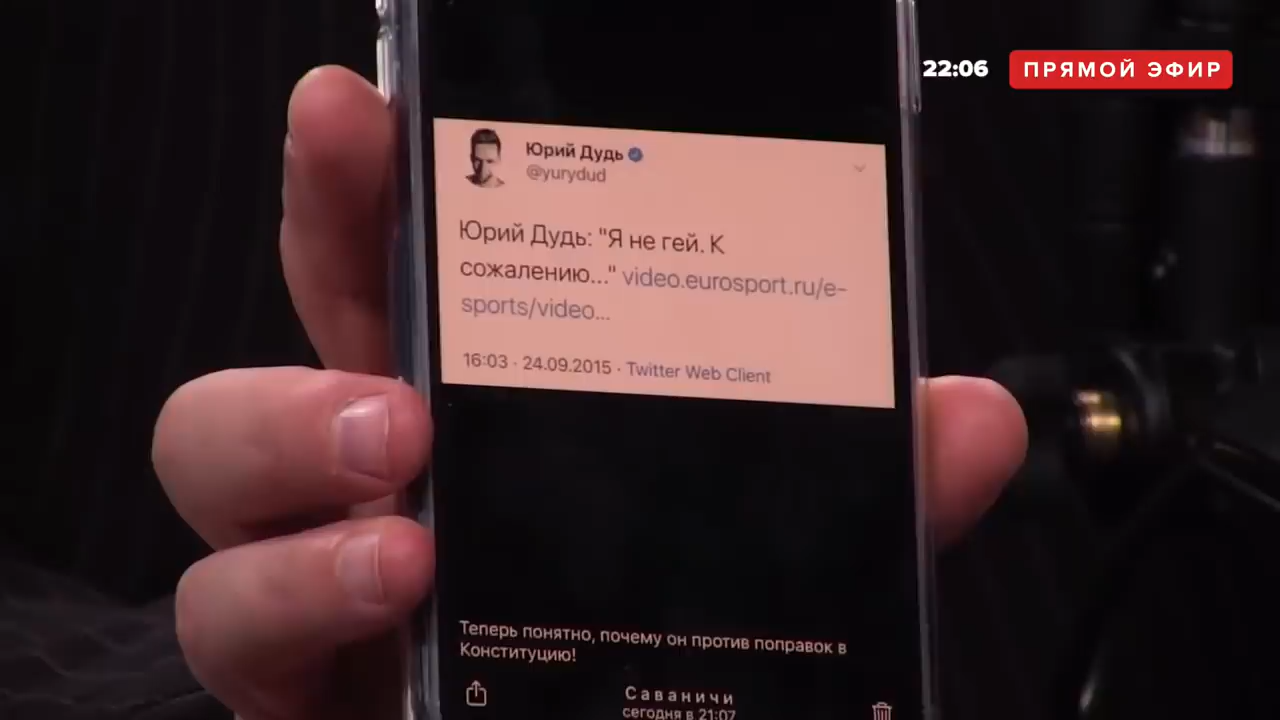 22:06 ПРЯМОЙ ЭФИР
Юрий Дудь
@yurydud
Юрий Дудь: "Я не гей. К
сожалению..." video.eurosport.ru/e-
sports/video...
16:03 · 24.09.2015 · Twitter Web Client
Теперь понятно, почему он против поправок в
Конституцию!
Саваничи
сегодня в 21:07